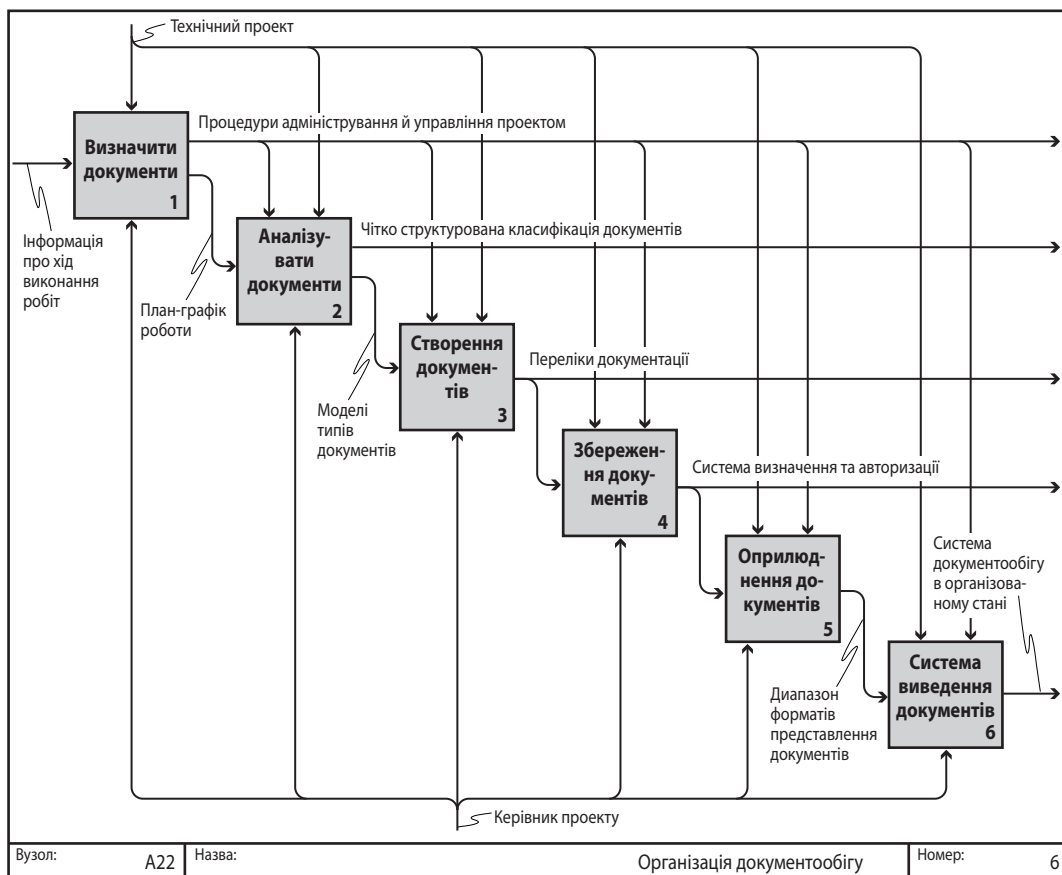 Технічний проект
Процедури адміністрування й управління проектом
Визначити
документи
1
Інформація
про хід
виконання
робіт
План-графік
роботи
Чітко структурована класифікація документів
Аналізу-
вати
документи
2
Моделі
типів
документів
Створення
докумен-
тів
3
Переліки документації
Збережен-
ня доку-
ментів
4
Система визначення та авторизації
Оприлюд-
нення до-
кументів
5
Система
документообігу
в організова-
ному стані
Диапазон
форматів
представлення
документів
Система
виведення
документів
6
Керівник проекту
Вузол: A22 Назва: Організація документообігу Номер: 6